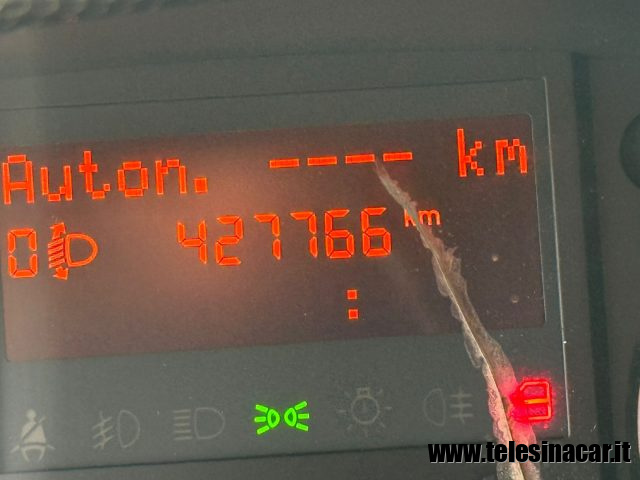 Auton. ---- km
0 427766 km
:
www.telesinacar.it